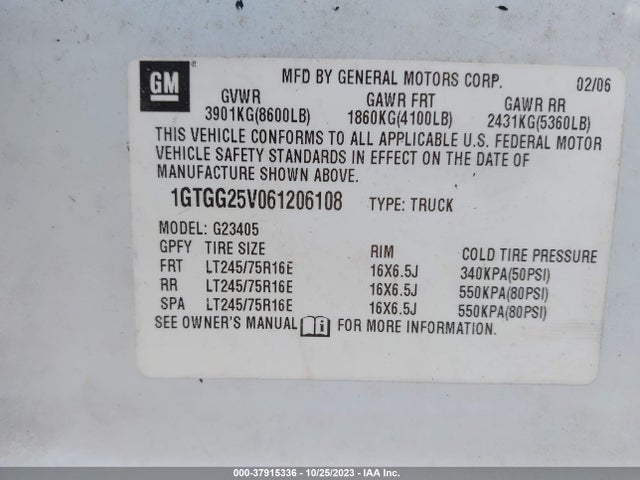 GM
MFD BY GENERAL MOTORS CORP. 02/06
GVWR GAWR FRT GAWR RR
3901KG(8600LB) 1860KG(4100LB) 2431KG(5360LB)
THIS VEHICLE CONFORMS TO ALL APPLICABLE U.S. FEDERAL MOTOR
VEHICLE SAFETY STANDARDS IN EFFECT ON THE DATE OF
MANUFACTURE SHOWN ABOVE.
1GTGG25V061206108 TYPE: TRUCK
MODEL: G23405
GPFY TIRE SIZE RIM COLD TIRE PRESSURE
FRT LT245/75R16E 16X6.5J 340KPA(50PSI)
RR LT245/75R16E 16X6.5J 550KPA(80PSI)
SPA LT245/75R16E 16X6.5J 550KPA(80PSI)
SEE OWNER'S MANUAL i FOR MORE INFORMATION.
000-37915336 - 10/25/2023 - IAA Inc.